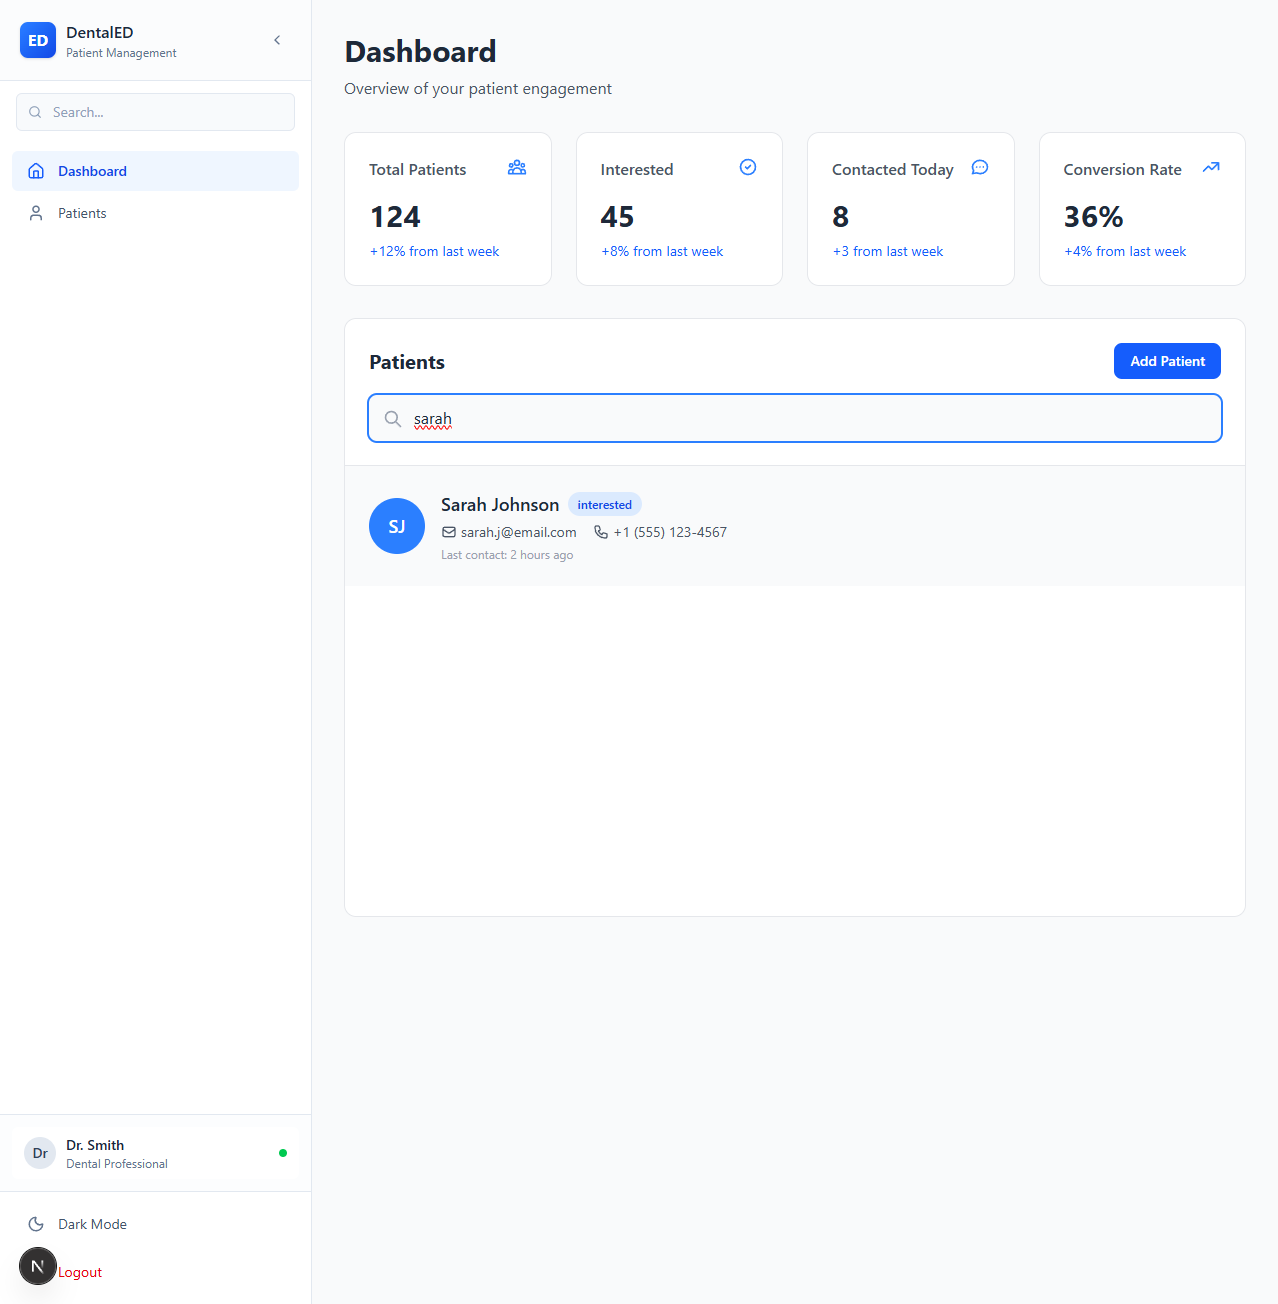 ED
DentalED
Patient Management
Search...
Dashboard
Patients
Dr
Dr. Smith
Dental Professional
Dark Mode
N
Logout
Dashboard
Overview of your patient engagement
Total Patients
124
+12% from last week
Interested
45
+8% from last week
Contacted Today
8
+3 from last week
Conversion Rate
36%
+4% from last week
Patients
Add Patient
sarah
SJ
Sarah Johnson interested
sarah.j@email.com +1 (555) 123-4567
Last contact: 2 hours ago